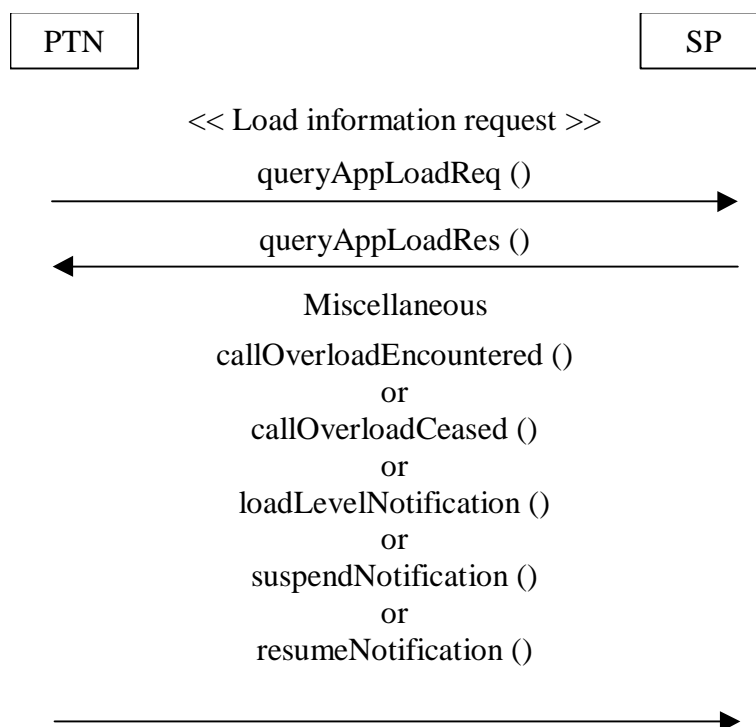 PTN
SP
<< Load information request >>
queryAppLoadReq ()
queryAppLoadRes ()
Miscellaneous
callOverloadEncountered ()
or
callOverloadCeased ()
or
loadLevelNotification ()
or
suspendNotification ()
or
resumeNotification ()